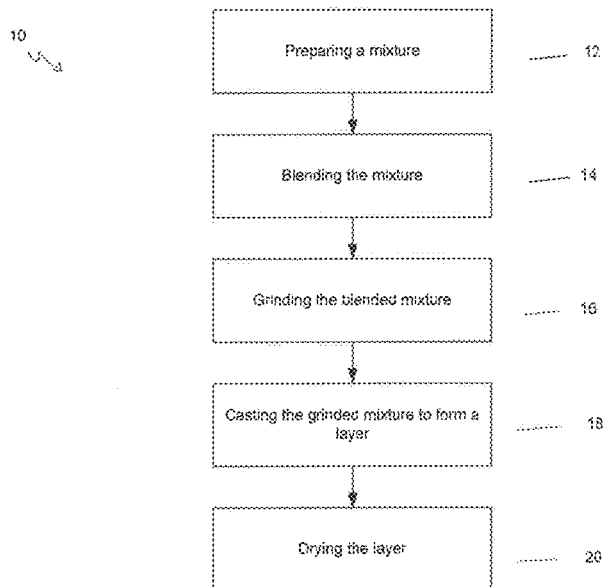 10
Preparing a mixture
12
Blending the mixture
14
Grinding the blended mixture
16
Casting the grinded mixture to form a
layer
18
Drying the layer
20